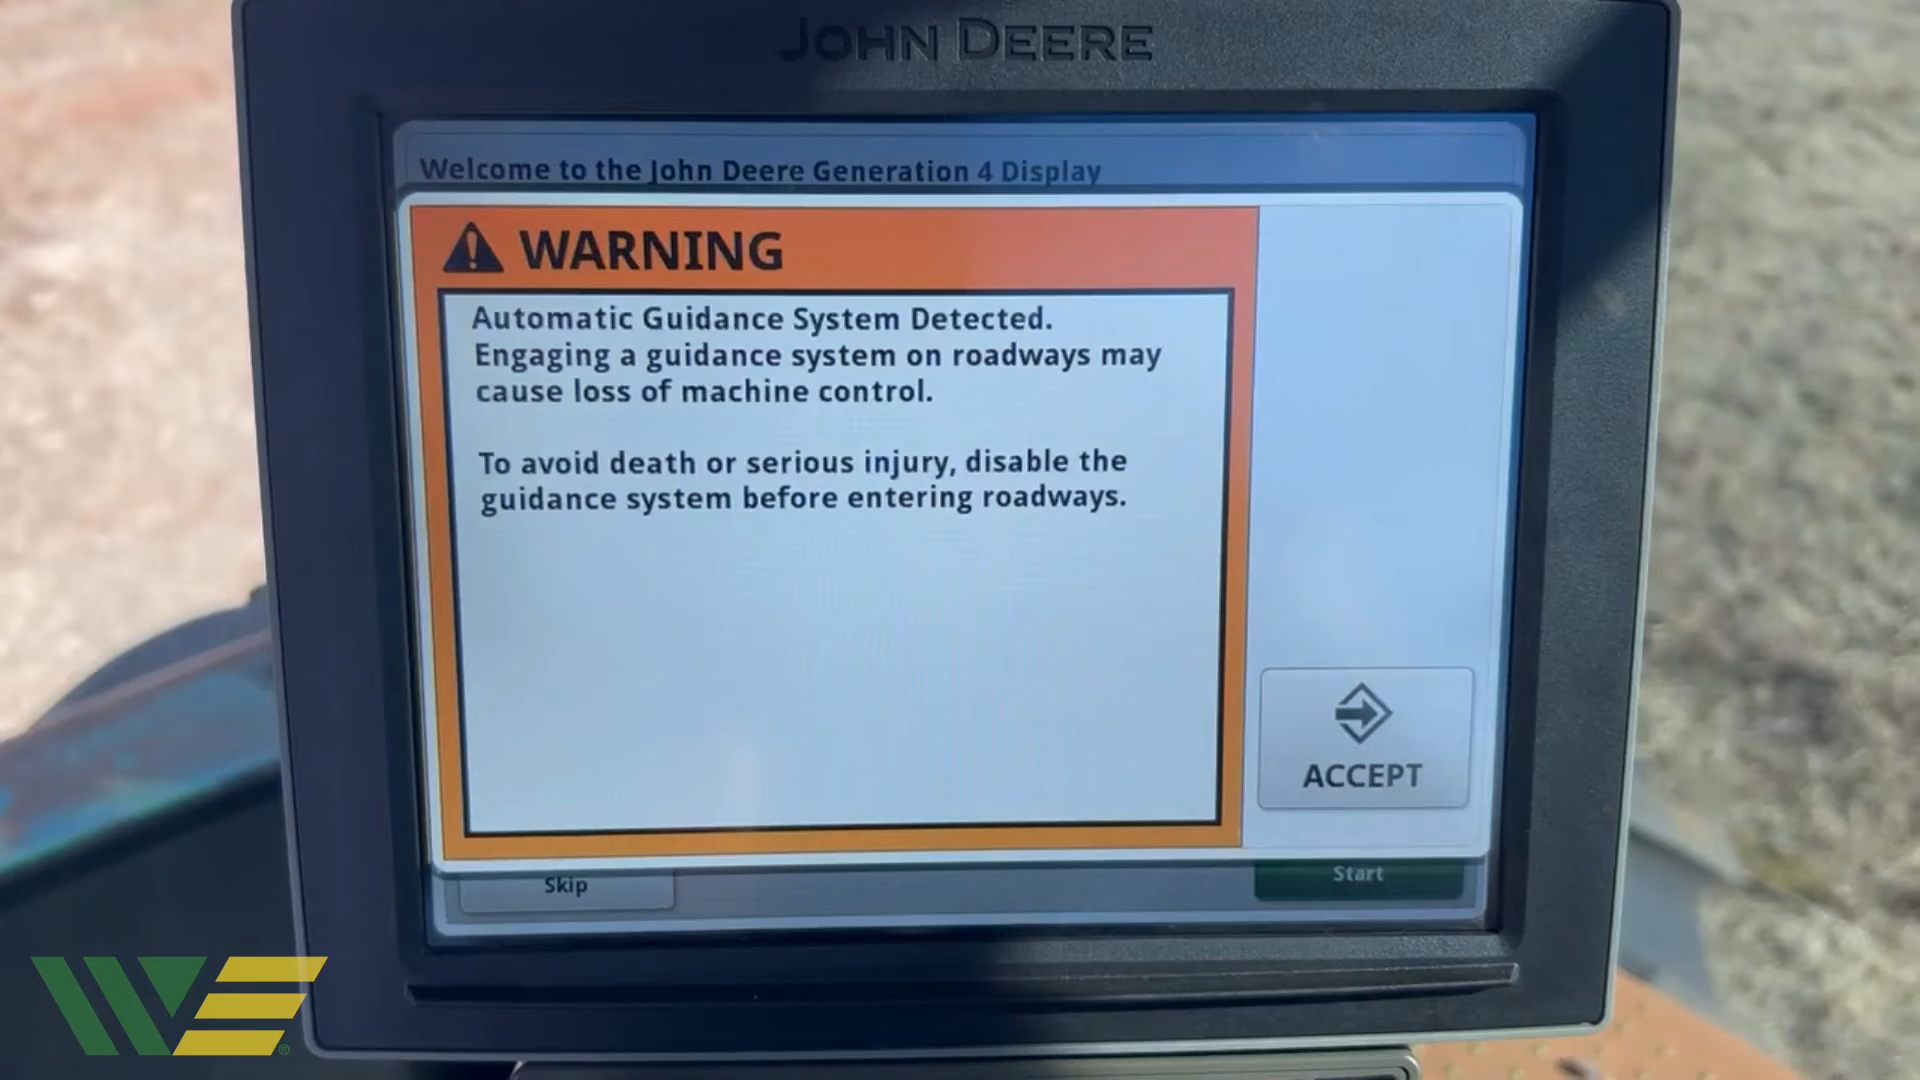 JOHN DEERE
Welcome to the John Deere Generation 4 Display
WARNING
Automatic Guidance System Detected.
Engaging a guidance system on roadways may
cause loss of machine control.
To avoid death or serious injury, disable the
guidance system before entering roadways.
ACCEPT
Skip
Start
WE®